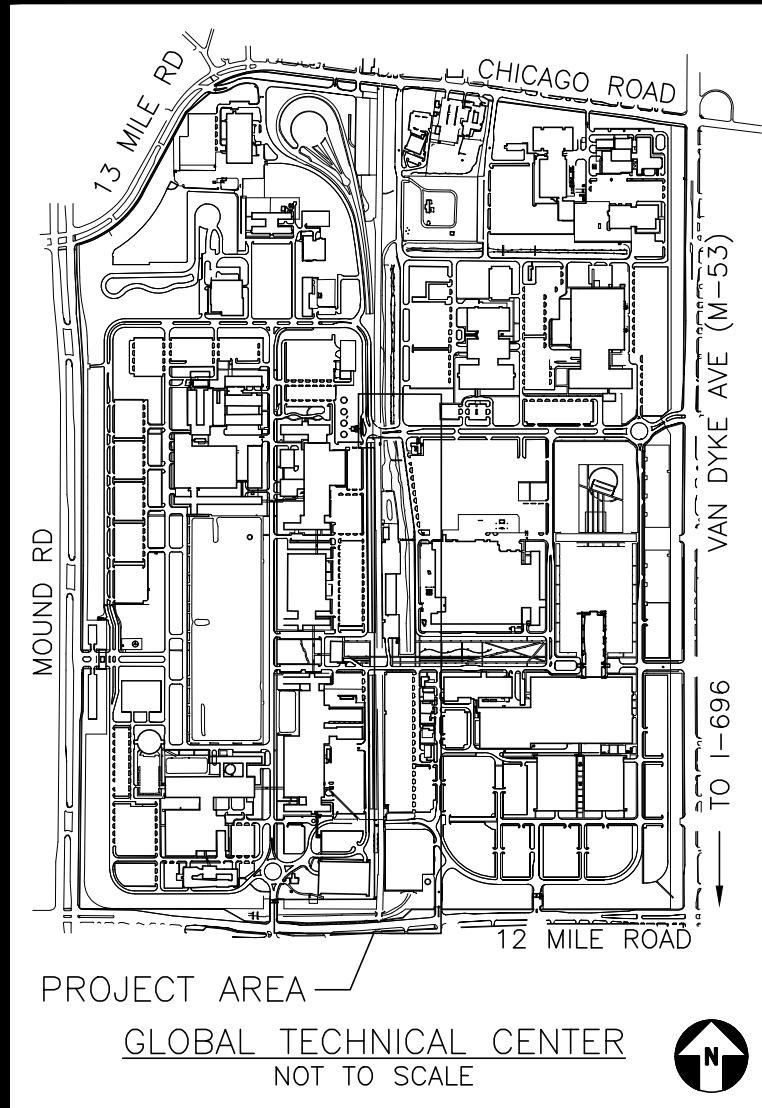 CHICAGO ROAD
13 MILE RD
VAN DYKE AVE (M-53)
MOUND RD
TO I-696
12 MILE ROAD
PROJECT AREA
GLOBAL TECHNICAL CENTER
NOT TO SCALE
N